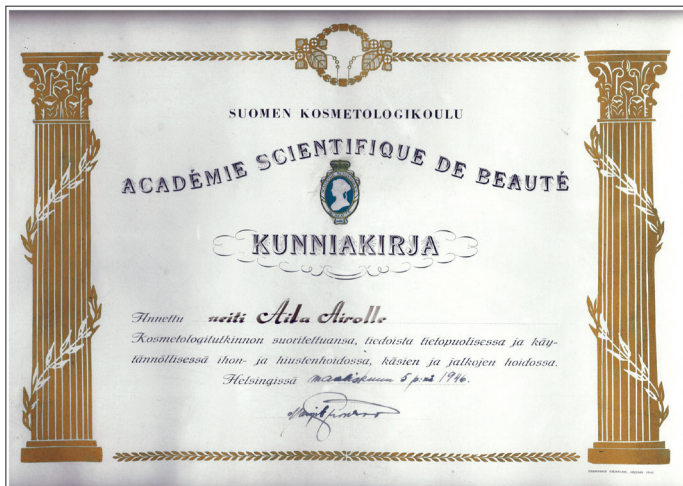 SUOMEN KOSMETOLOGIKOULU
ACADÉMIE SCIENTIFIQUE DE BEAUTÉ
KUNNIAKIRJA
Annettu neiti Aila Airolle
Kosmetologitutkinnon suoritettuansa, tiedoista tietopuolisessa ja käy-
tännöllisessä ihon- ja hiustenhoidossa, käsien ja jalkojen hoidossa.
Helsingissä maaliskuun 5 p:nä 1946.